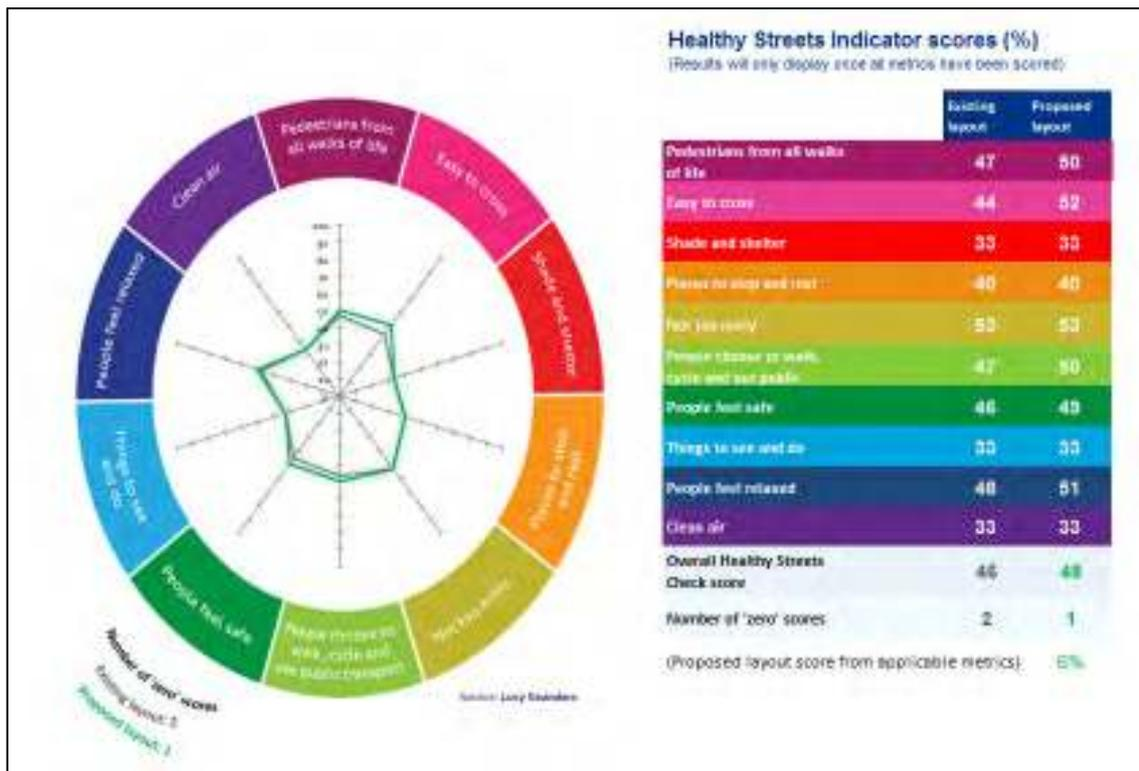 Healthy Streets Indicator scores (%)
(Results will only display once all metrics have been scored)
Existing layout Proposed layout
Pedestrians from all walks of life 47 50
Easy to cross 44 52
Shade and shelter 33 33
Places to stop and rest 40 40
Not too noisy 53 53
People choose to walk, cycle and use public 47 50
People feel safe 46 49
Things to see and do 33 33
People feel relaxed 48 51
Clean air 33 33
Overall Healthy Streets Check score 46 48
Number of 'zero' scores 2 1
(Proposed layout score from applicable metrics) 6%
Pedestrians from
all walks of life
Easy to cross
Shade and shelter
Places to stop
and rest
Not too noisy
People choose to
walk, cycle and
use public transport
People feel safe
Things to see
and do
People feel relaxed
Clean air
100
Number of 'zero' scores
Existing layout:
Proposed layout: 1
Source: Lucy Saunders